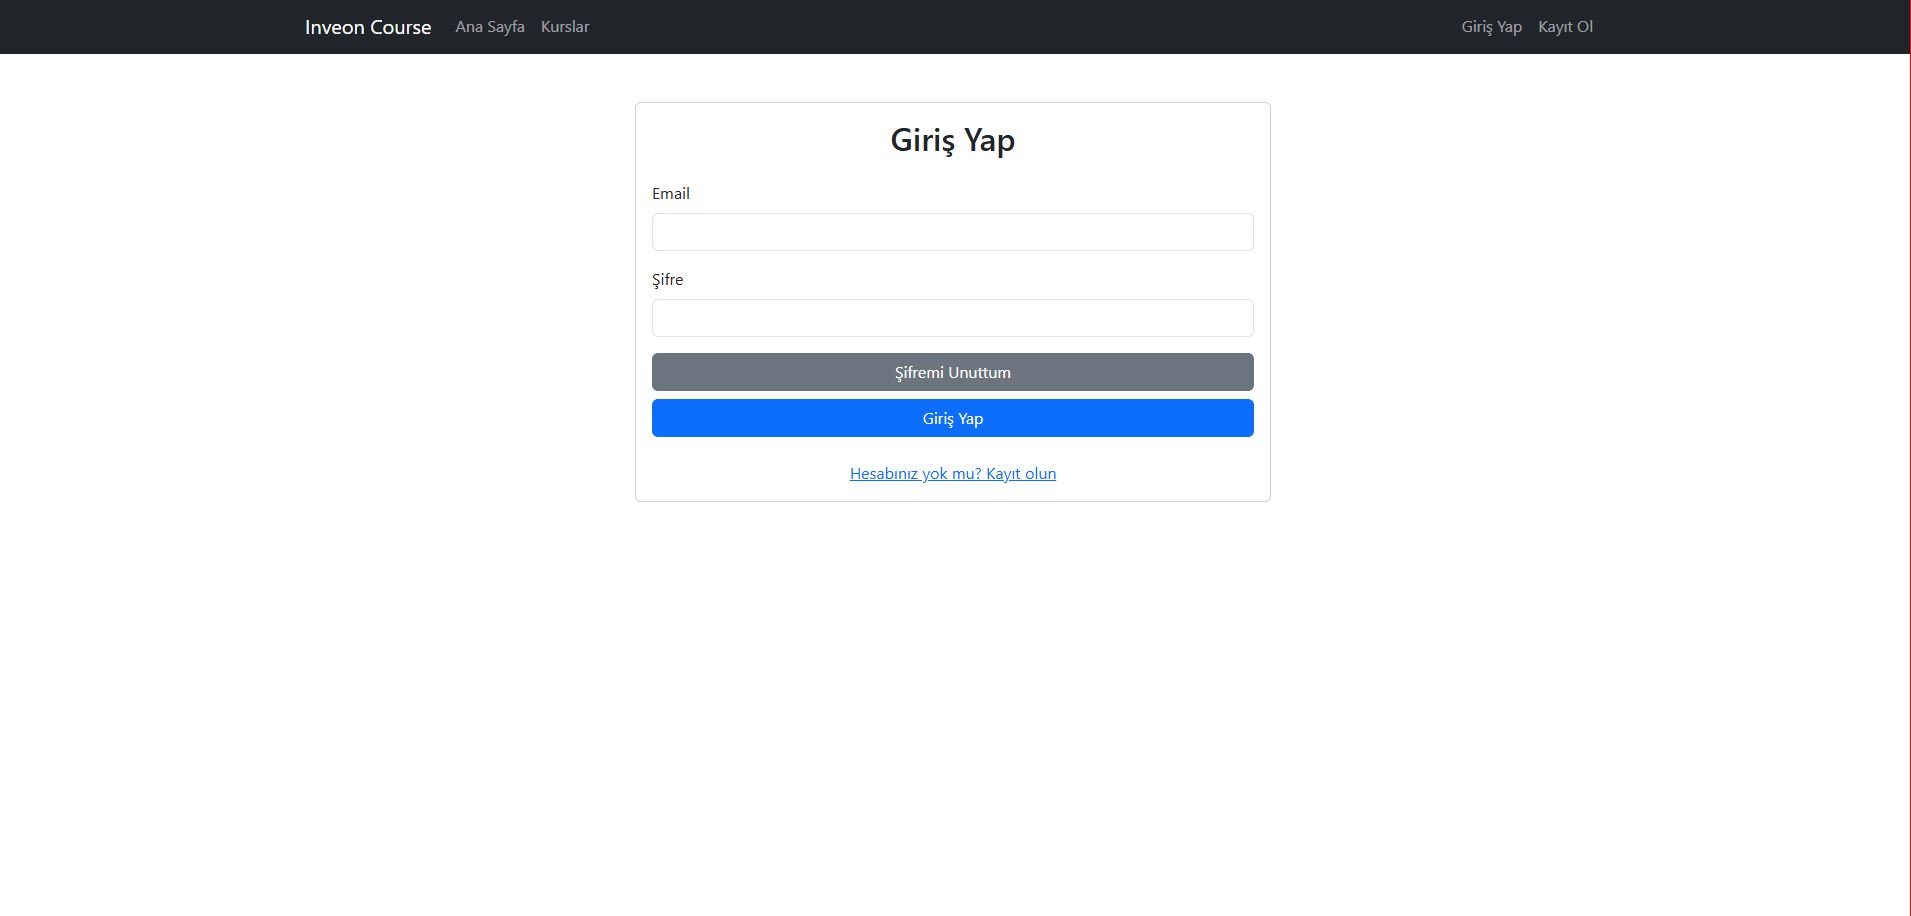 Inveon Course Ana Sayfa Kurslar Giriş Yap Kayıt Ol
Giriş Yap
Email
Şifre
Şifremi Unuttum
Giriş Yap
Hesabınız yok mu? Kayıt olun